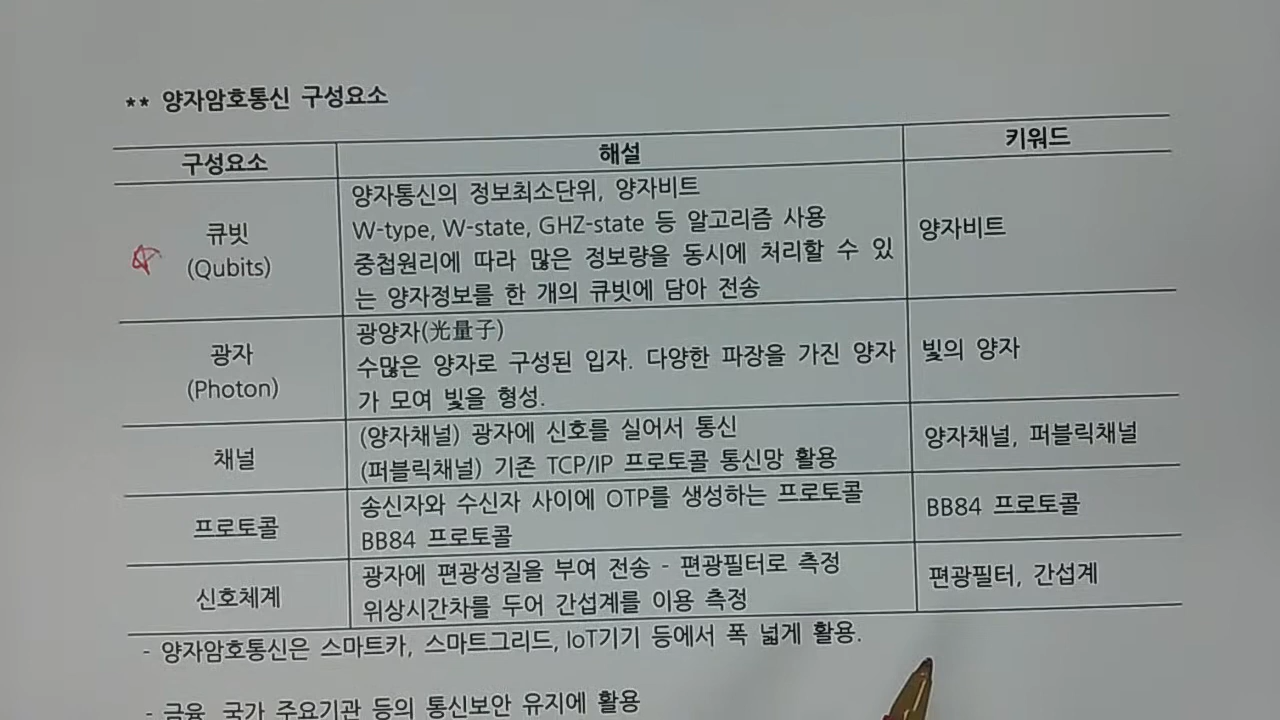 ** 양자암호통신 구성요소
구성요소 해설 키워드
큐빗
(Qubits)
양자통신의 정보최소단위, 양자비트
W-type, W-state, GHZ-state 등 알고리즘 사용
중첩원리에 따라 많은 정보량을 동시에 처리할 수 있
는 양자정보를 한 개의 큐빗에 담아 전송
양자비트
광자
(Photon)
광양자(光量子)
수많은 양자로 구성된 입자. 다양한 파장을 가진 양자
가 모여 빛을 형성.
빛의 양자
채널
(양자채널) 광자에 신호를 실어서 통신
(퍼블릭채널) 기존 TCP/IP 프로토콜 통신망 활용
양자채널, 퍼블릭채널
프로토콜
송신자와 수신자 사이에 OTP를 생성하는 프로토콜
BB84 프로토콜
BB84 프로토콜
신호체계
광자에 편광성질을 부여 전송 - 편광필터로 측정
위상시간차를 두어 간섭계를 이용 측정
편광필터, 간섭계
- 양자암호통신은 스마트카, 스마트그리드, IoT기기 등에서 폭 넓게 활용.
- 금융, 국가 주요기관 등의 통신보안 유지에 활용